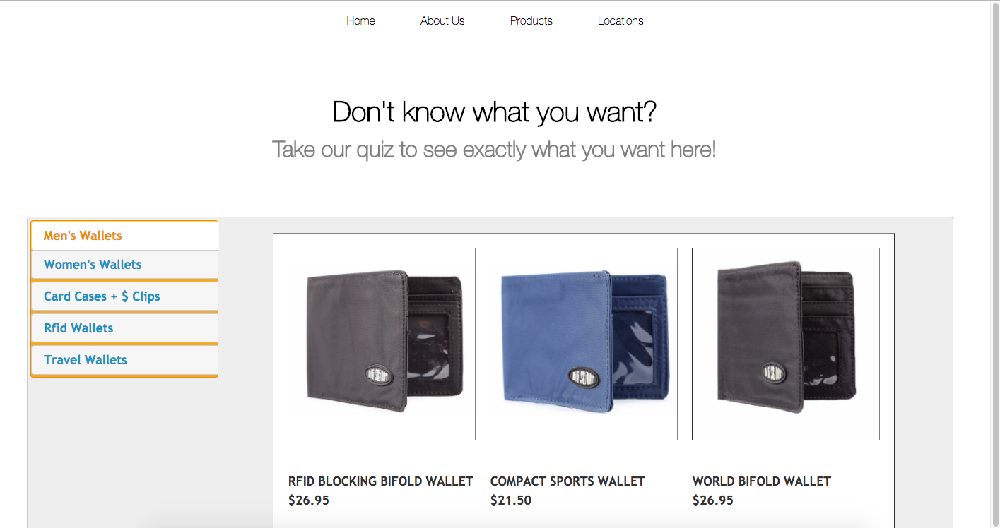 Home About Us Products Locations
Don't know what you want?
Take our quiz to see exactly what you want here!
Men's Wallets
Women's Wallets
Card Cases + $ Clips
Rfid Wallets
Travel Wallets
RFID BLOCKING BIFOLD WALLET
$26.95
COMPACT SPORTS WALLET
$21.50
WORLD BIFOLD WALLET
$26.95